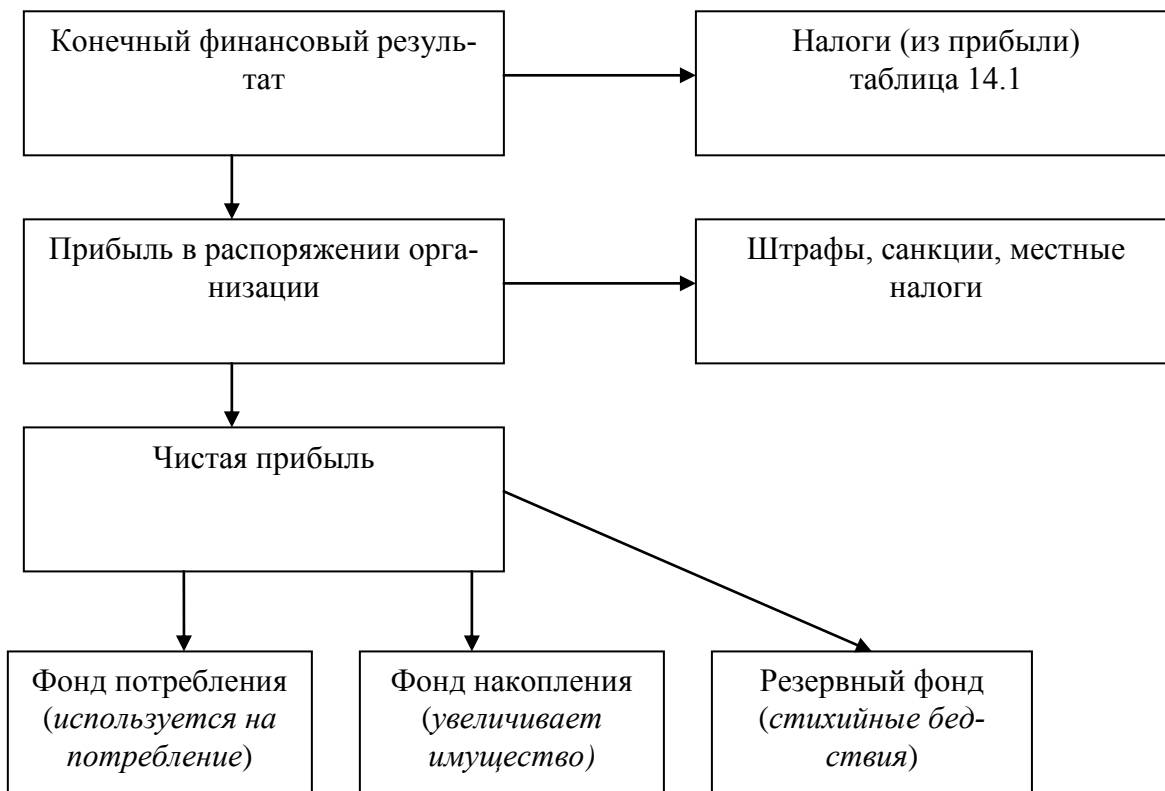 Конечный финансовый резуль-
тат
Налоги (из прибыли)
таблица 14.1
Прибыль в распоряжении орга-
низации
Штрафы, санкции, местные
налоги
Чистая прибыль
Фонд потребления
(используется на
потребление)
Фонд накопления
(увеличивает
имущество)
Резервный фонд
(стихийные бед-
ствия)